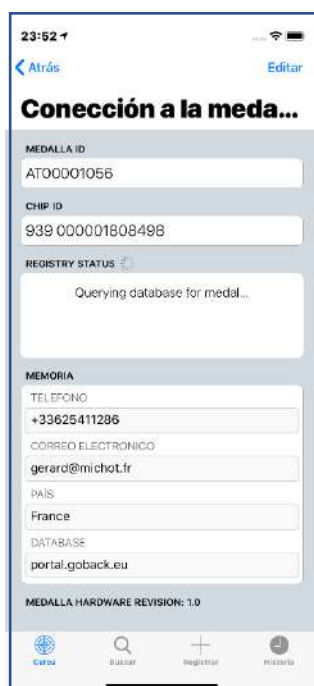 23:52
Atrás
Editar
Conección a la meda...
MEDALLA ID
AT00001056
CHIP ID
939 000001808498
REGISTRY STATUS
Querying database for medal...
MEMORIA
TELEFONO
+33625411286
CORREO ELECTRONICO
gerard@michot.fr
PAÍS
France
DATABASE
portal.goback.eu
MEDALLA HARDWARE REVISION: 1.0
Cerca
Buscar
Registrar
Historia